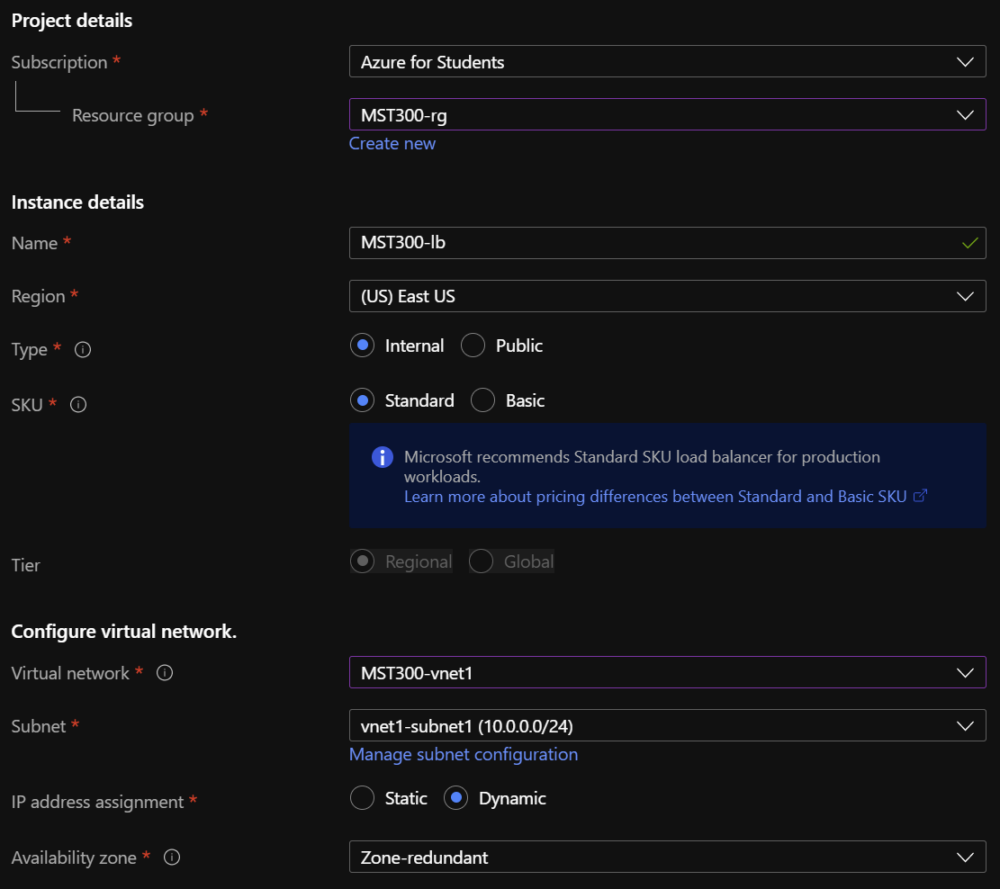 Project details
Subscription *
Azure for Students
Resource group *
MST300-rg
Create new
Instance details
Name *
MST300-lb
Region *
(US) East US
Type *
Internal
Public
SKU *
Standard
Basic
Microsoft recommends Standard SKU load balancer for production
workloads.
Learn more about pricing differences between Standard and Basic SKU
Tier
Regional
Global
Configure virtual network.
Virtual network *
MST300-vnet1
Subnet *
vnet1-subnet1 (10.0.0.0/24)
Manage subnet configuration
IP address assignment *
Static
Dynamic
Availability zone *
Zone-redundant